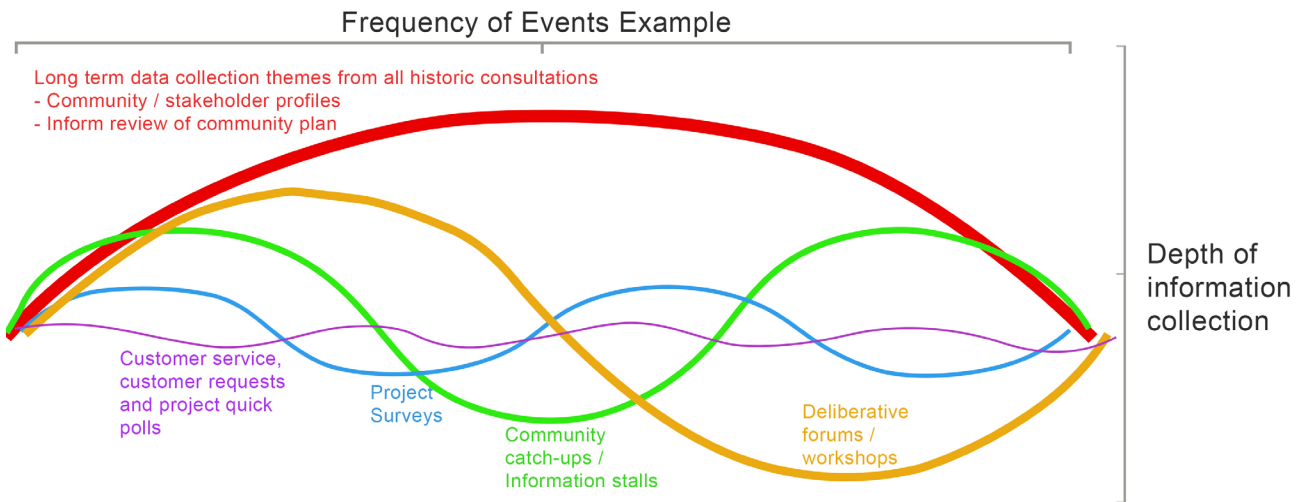 Frequency of Events Example
Long term data collection themes from all historic consultations
- Community / stakeholder profiles
- Inform review of community plan
Depth of
information
collection
Customer service,
customer requests
and project quick
polls
Project
Surveys
Community
catch-ups /
Information stalls
Deliberative
forums /
workshops